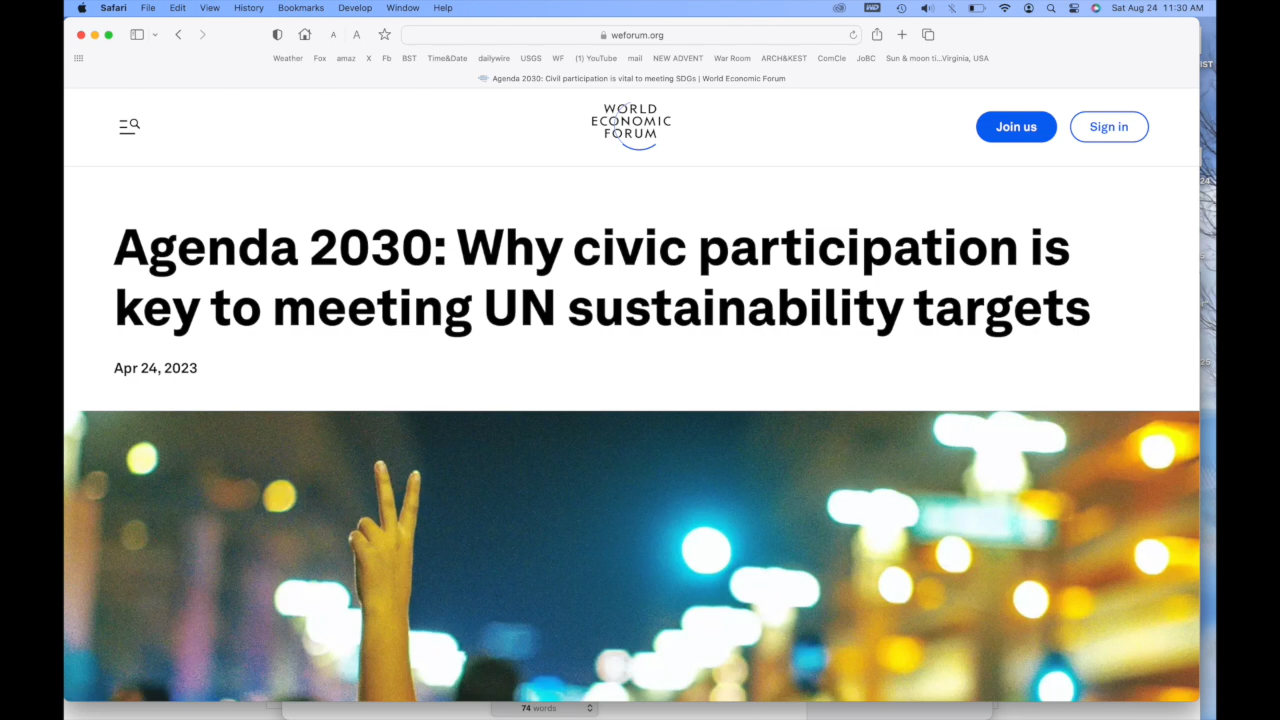 Safari File Edit View History Bookmarks Develop Window Help Sat Aug 24 11:30 AM
A A weforum.org
Weather Fox amaz X Fb BST Time&Date dailywire USGS WF (1) YouTube mail NEW ADVENT War Room ARCH&KEST ComCle JoBC Sun & moon ti...Virginia, USA
Agenda 2030: Civil participation is vital to meeting SDGs | World Economic Forum
WORLD
ECONOMIC
FORUM
Join us Sign in
Agenda 2030: Why civic participation is
key to meeting UN sustainability targets
Apr 24, 2023
74 words